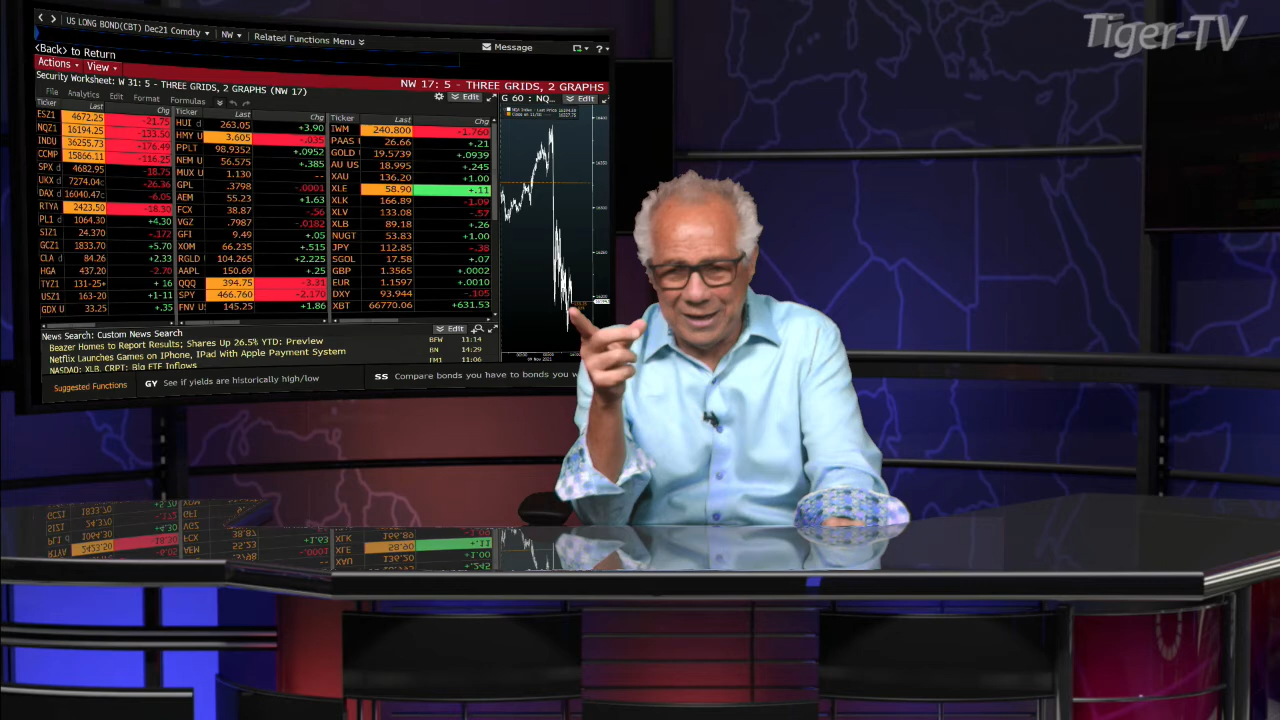 Tiger-TV
US LONG BOND(CBT) Dec21 Comdty NW Related Functions Menu
Message
?
<Back> to Return
Actions View
NW 17: 5 - THREE GRIDS, 2 GRAPHS
Security Worksheet: W 31: 5 - THREE GRIDS, 2 GRAPHS (NW 17)
File Analytics Edit Format Formulas
Edit
G 60 : NQ... Edit
Ticker Last Chg Ticker Last Chg Ticker Last Chg
ESZ1 4672.25 -21.75 HUI d 263.05 +3.90 IWM 240.800 -1.760
NQZ1 16194.25 -133.50 HMY U 3.605 PAAS 26.66 +.21
INDU 36255.73 -176.49 PPLT 98.9352 +.0952 GOLD 19.5739 +.0939
CCMP 15866.11 -116.25 NEM U 56.575 +.385 AU US 18.995 +.245
SPX d 4682.95 -18.75 MUX U 1.130 -- XAU 136.20 +1.00
UKX d 7274.04 -26.36 GPL .3798 -.0001 XLE 58.90 +.11
DAX d 16040.47 -6.05 AEM 55.23 +1.63 XLK 166.89 -1.09
RTYA 2423.50 -18.30 FCX 38.87 -.56 XLV 133.08 -.57
PL1 d 1064.30 +4.30 VGZ .7987 -.0182 XLB 89.18 +.26
SIZ1 24.370 -.172 GFI 9.49 +.05 NUGT 53.83 +1.00
GCZ1 1833.70 +5.70 XOM 66.235 +.515 JPY 112.85 -.38
CLA d 84.26 +2.33 RGLD 104.265 +2.225 SGOL 17.58 +.07
HGA 437.20 -2.70 AAPL 150.69 +.25 GBP 1.3565 +.0002
TYZ1 131-25+ + 16 QQQ 394.75 -3.31 EUR 1.1597 +.0010
USZ1 163-20 +1-11 SPY 466.760 -2.170 DXY 93.944 -.105
GDX U 33.25 +.35 FNV U 145.25 +1.86 XBT 66770.06 +631.53
News Search: Custom News Search
Edit
Beazer Homes to Report Results; Shares Up 26.5% YTD: Preview BFW 11:14
Netflix Launches Games on IPhone, IPad With Apple Payment System BN 14:29
NASDAQ: XLB, CRPT: Big ETF Inflows 11:06
09 Nov 2021
Suggested Functions GY See if yields are historically high/low SS Compare bonds you have to bonds you